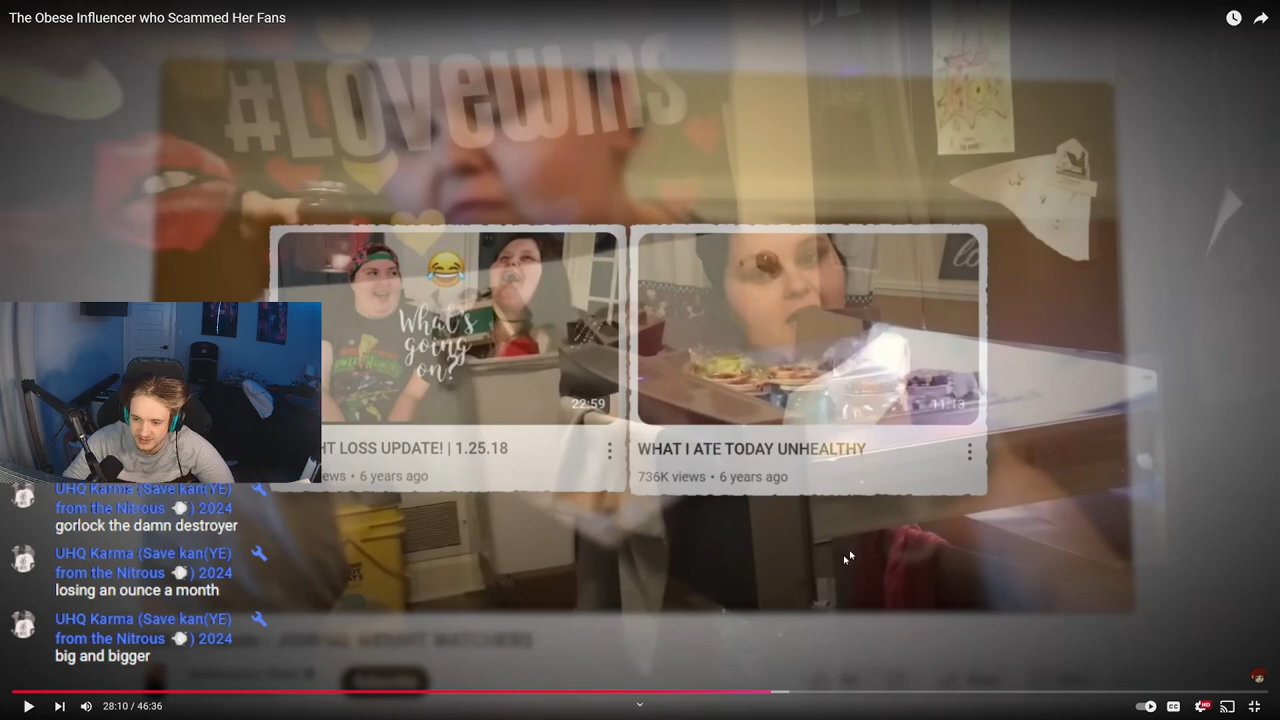 The Obese Influencer who Scammed Her Fans
#Lovewins
What's
going
on?
22:59
11:13
HT LOSS UPDATE! | 1.25.18
WHAT I ATE TODAY UNHEALTHY
ews • 6 years ago
736K views • 6 years ago
UHQ Karma (Save kan(YE)
from the Nitrous ) 2024
gorlock the damn destroyer
UHQ Karma (Save kan(YE)
from the Nitrous ) 2024
losing an ounce a month
UHQ Karma (Save kan(YE)
from the Nitrous ) 2024
big and bigger
28:10 / 46:36
CC
HD